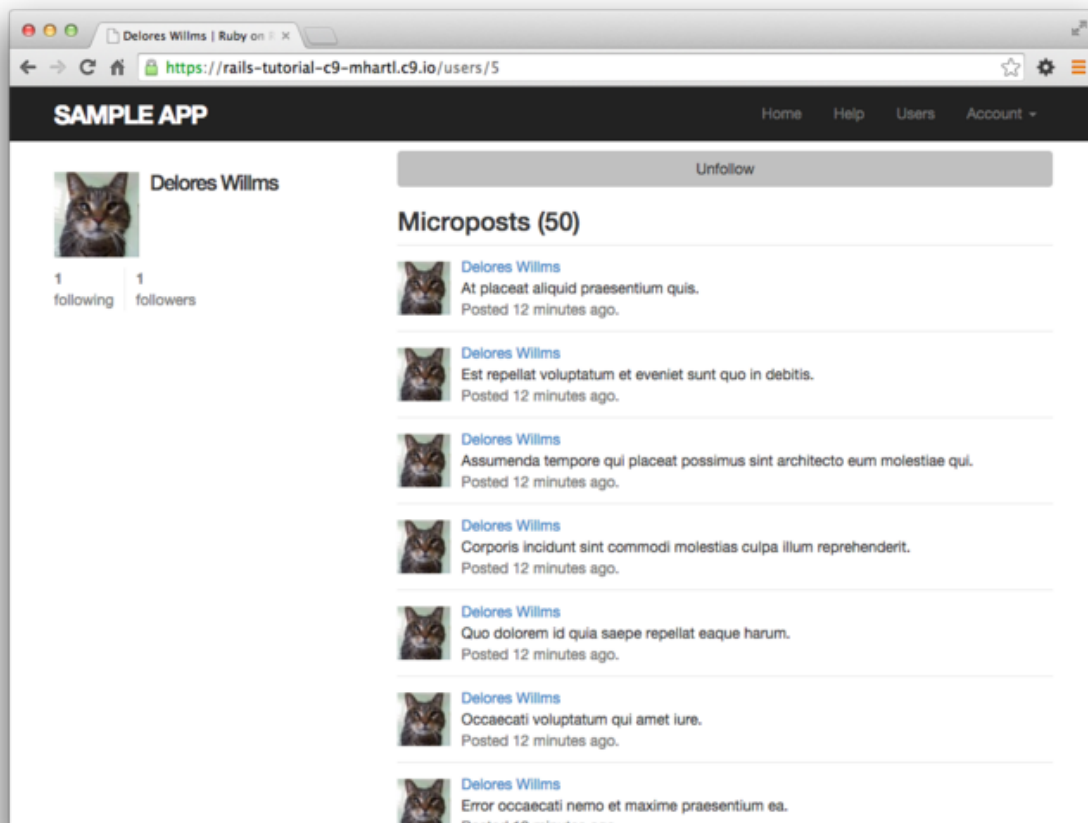 Delores Willms | Ruby on R
https://rails-tutorial-c9-mhartl.c9.io/users/5
SAMPLE APP
Home Help Users Account
Delores Willms
1 following
1 followers
Unfollow
Microposts (50)
Delores Willms
At placeat aliquid praesentium quis.
Posted 12 minutes ago.
Delores Willms
Est repellat voluptatum et eveniet sunt quo in debitis.
Posted 12 minutes ago.
Delores Willms
Assumenda tempore qui placeat possimus sint architecto eum molestiae qui.
Posted 12 minutes ago.
Delores Willms
Corporis incidunt sint commodi molestias culpa illum reprehenderit.
Posted 12 minutes ago.
Delores Willms
Quo dolorem id quia saepe repellat eaque harum.
Posted 12 minutes ago.
Delores Willms
Occaecati voluptatum qui amet iure.
Posted 12 minutes ago.
Delores Willms
Error occaecati nemo et maxime praesentium ea.
Posted 12 minutes ago.